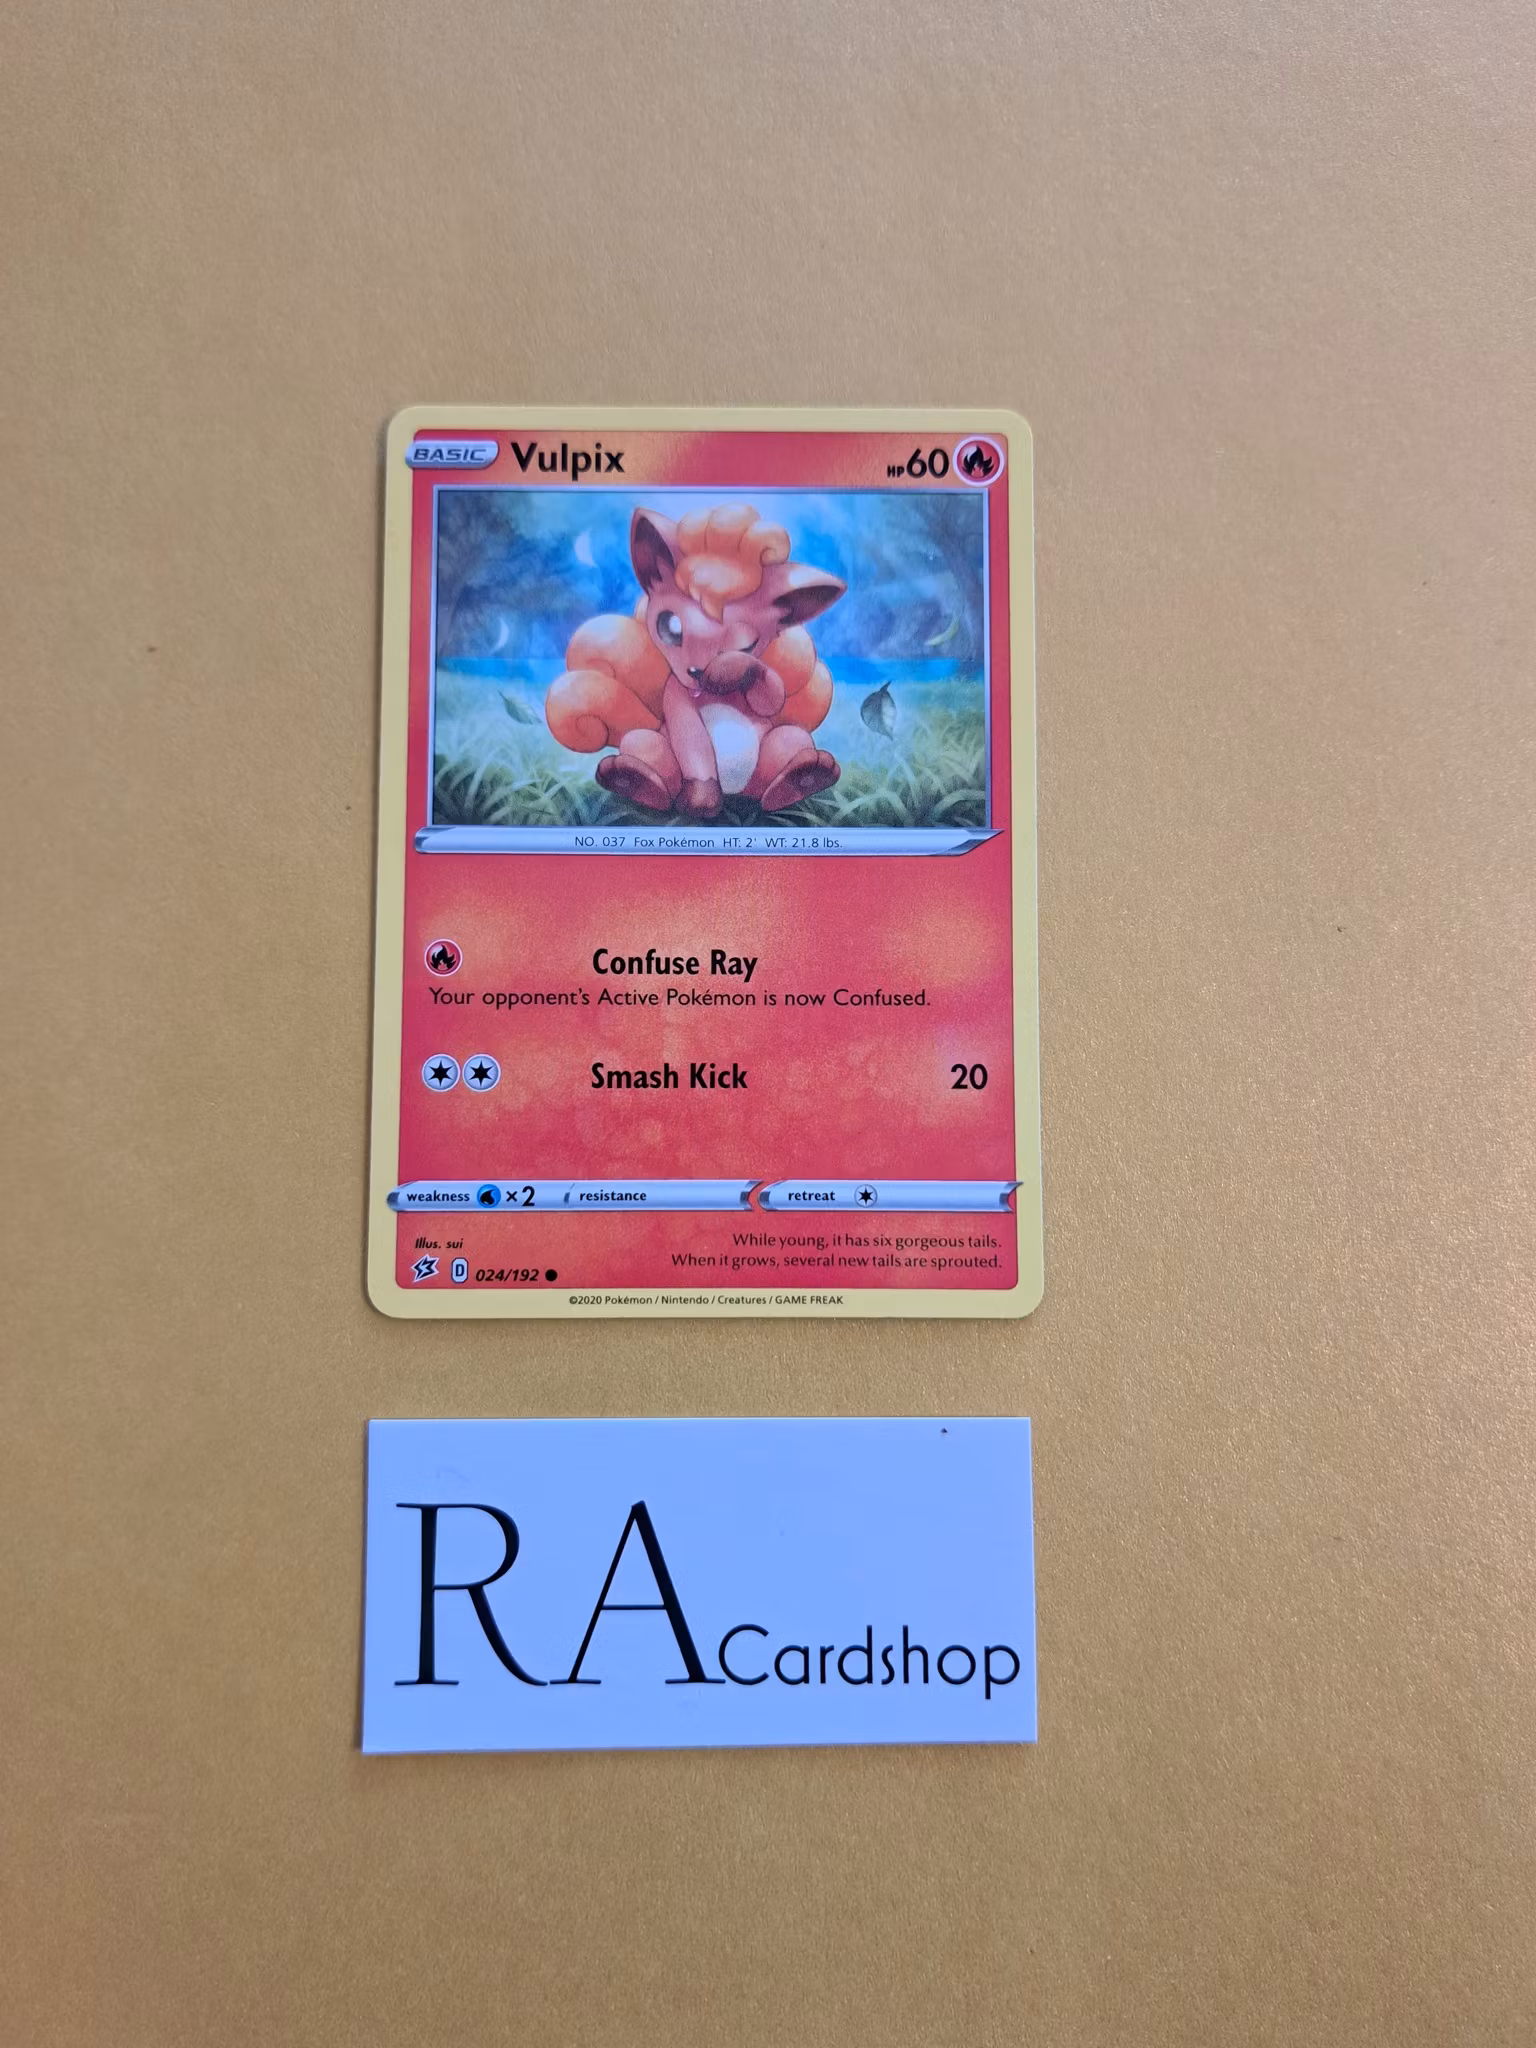 BASIC Vulpix HP60
NO. 037 Fox Pokémon HT: 2' WT: 21.8 lbs.
Confuse Ray
Your opponent's Active Pokémon is now Confused.
Smash Kick 20
weakness ×2 resistance retreat
Illus. sui
While young, it has six gorgeous tails.
When it grows, several new tails are sprouted.
D 024/192
©2020 Pokémon / Nintendo / Creatures / GAME FREAK
RA Cardshop